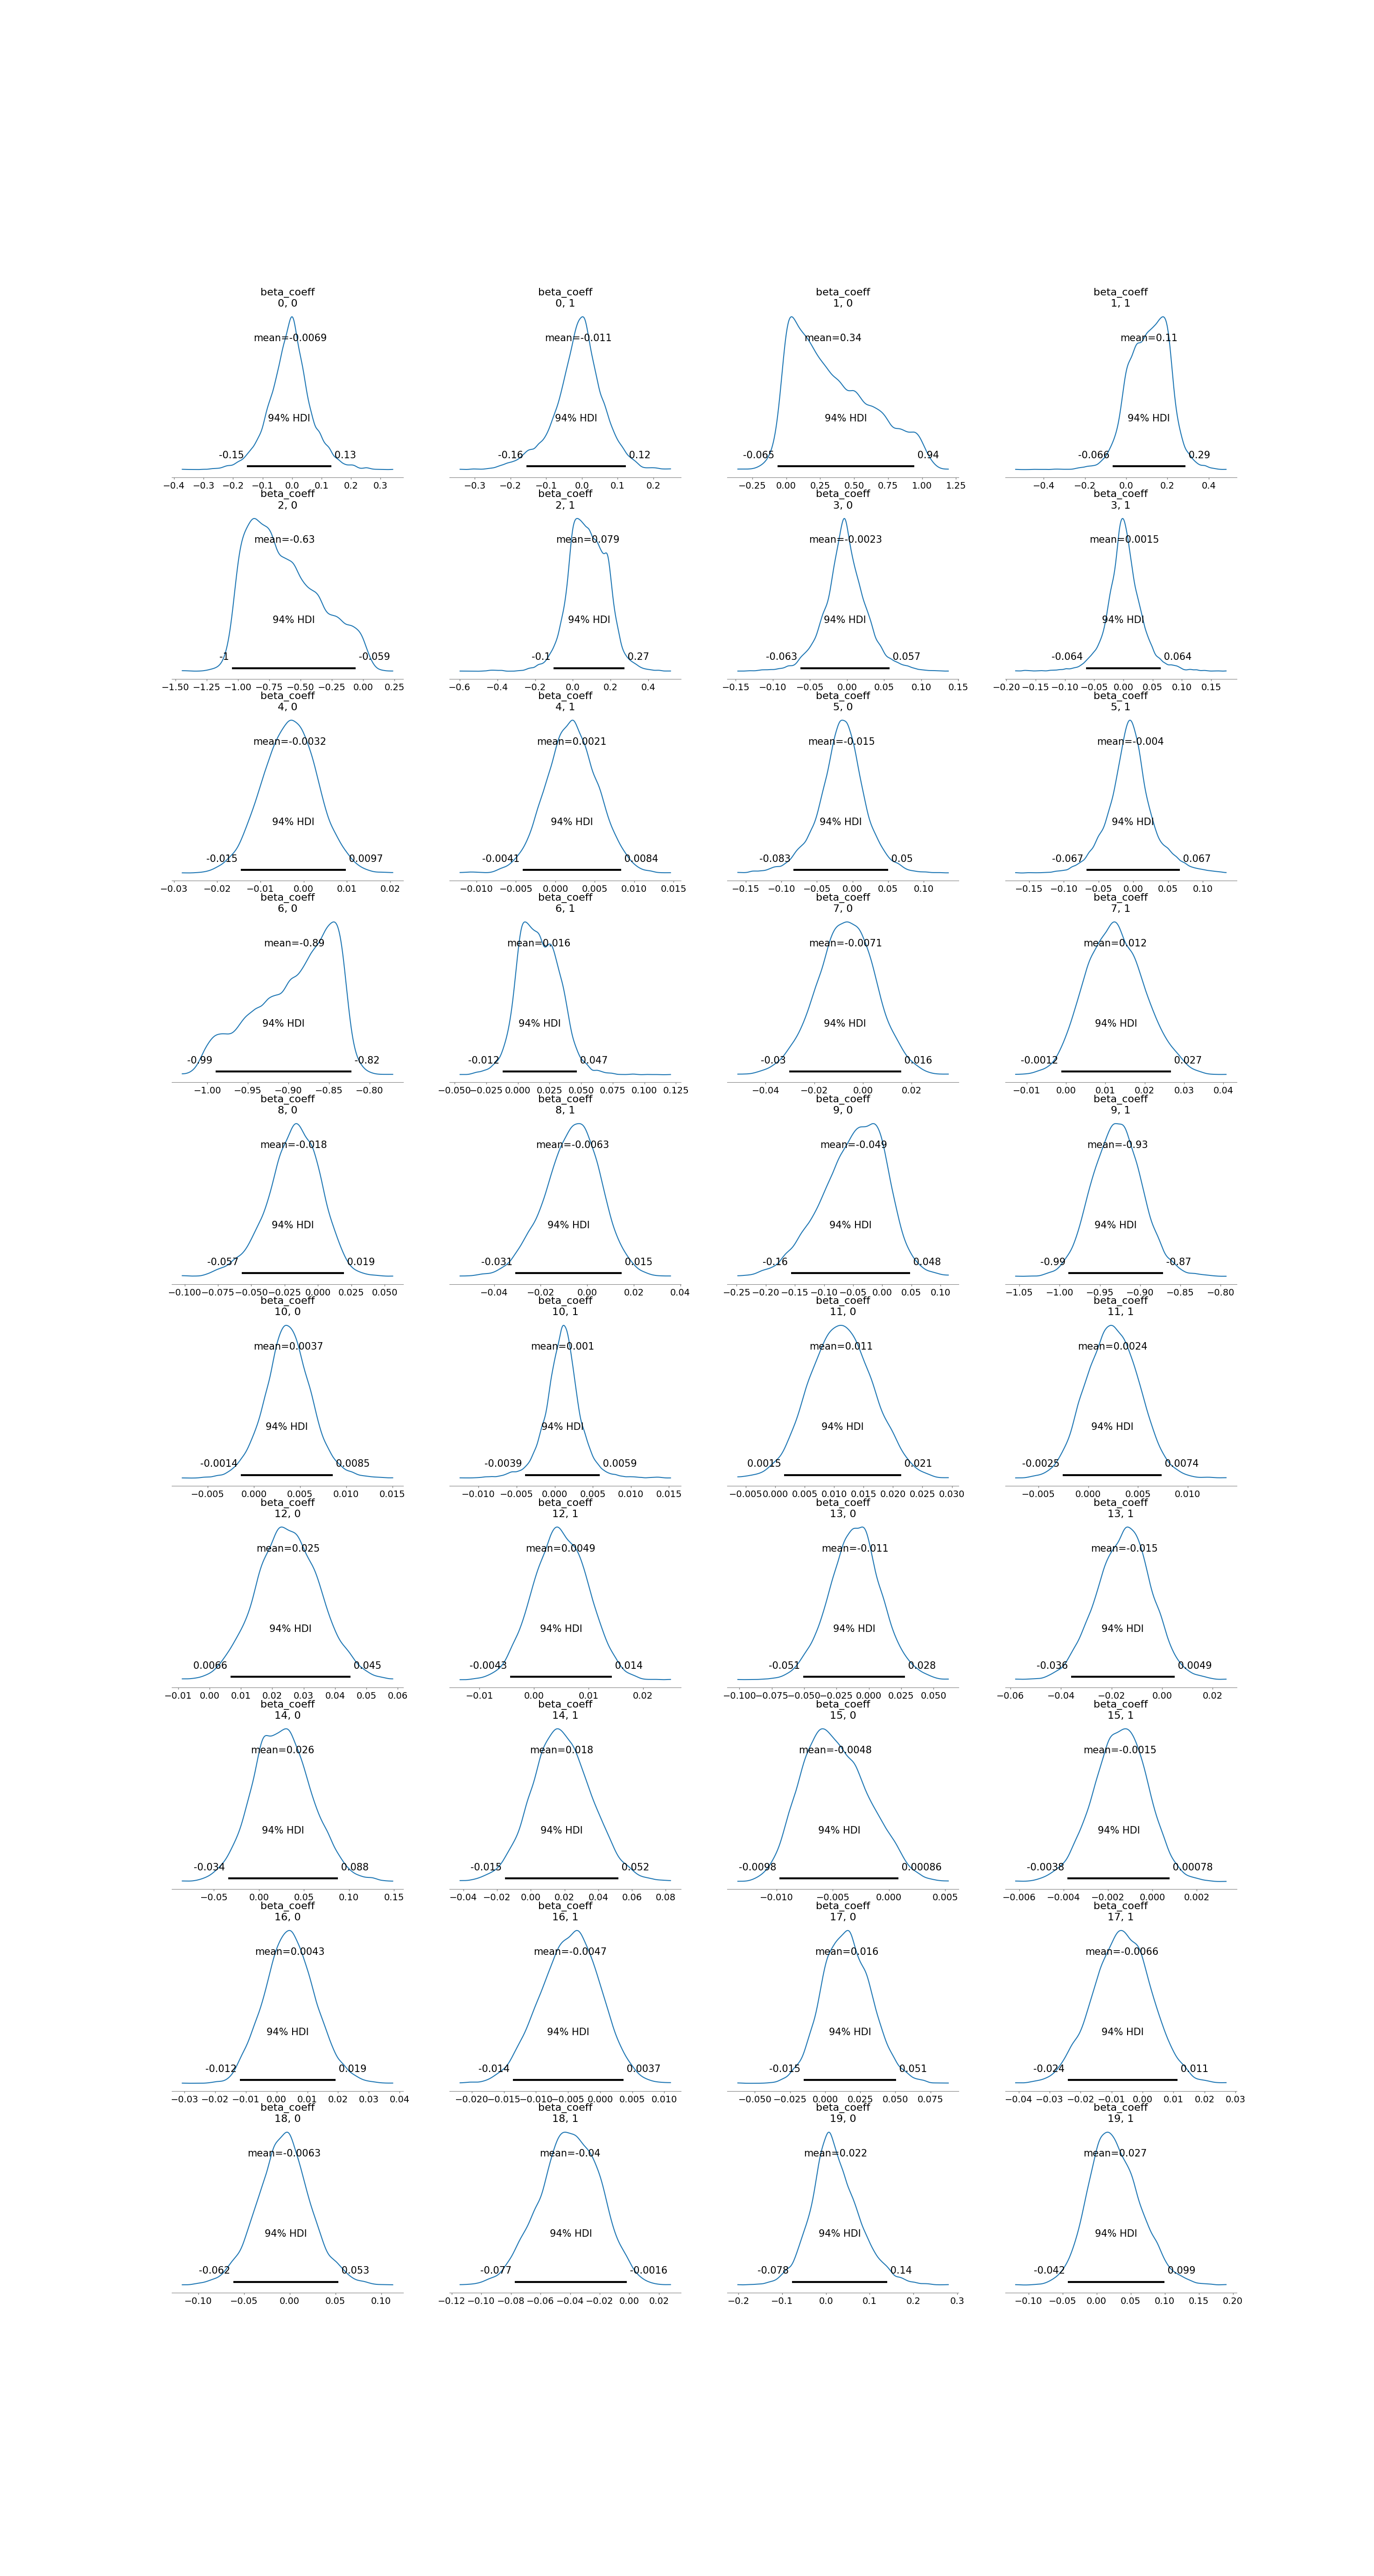 beta_coeff
0, 0
mean=-0.0069
94% HDI
-0.15 0.13
−0.4 −0.3 −0.2 −0.1 0.0 0.1 0.2 0.3
beta_coeff
0, 1
mean=-0.011
94% HDI
-0.16 0.12
−0.3 −0.2 −0.1 0.0 0.1 0.2
beta_coeff
1, 0
mean=0.34
94% HDI
-0.065 0.94
−0.25 0.00 0.25 0.50 0.75 1.00 1.25
beta_coeff
1, 1
mean=0.11
94% HDI
-0.066 0.29
−0.4 −0.2 0.0 0.2 0.4
beta_coeff
2, 0
mean=-0.63
94% HDI
-1 -0.059
−1.50 −1.25 −1.00 −0.75 −0.50 −0.25 0.00 0.25
beta_coeff
2, 1
mean=0.079
94% HDI
-0.1 0.27
−0.6 −0.4 −0.2 0.0 0.2 0.4
beta_coeff
3, 0
mean=-0.0023
94% HDI
-0.063 0.057
−0.15 −0.10 −0.05 0.00 0.05 0.10 0.15
beta_coeff
3, 1
mean=0.0015
94% HDI
-0.064 0.064
−0.20 −0.15 −0.10 −0.05 0.00 0.05 0.10 0.15
beta_coeff
4, 0
mean=-0.0032
94% HDI
-0.015 0.0097
−0.03 −0.02 −0.01 0.00 0.01 0.02
beta_coeff
4, 1
mean=0.0021
94% HDI
-0.0041 0.0084
−0.010 −0.005 0.000 0.005 0.010 0.015
beta_coeff
5, 0
mean=-0.015
94% HDI
-0.083 0.05
−0.15 −0.10 −0.05 0.00 0.05 0.10
beta_coeff
5, 1
mean=-0.004
94% HDI
-0.067 0.067
−0.15 −0.10 −0.05 0.00 0.05 0.10
beta_coeff
6, 0
mean=-0.89
94% HDI
-0.99 -0.82
−1.00 −0.95 −0.90 −0.85 −0.80
beta_coeff
6, 1
mean=0.016
94% HDI
-0.012 0.047
−0.050 −0.025 0.000 0.025 0.050 0.075 0.100 0.125
beta_coeff
7, 0
mean=-0.0071
94% HDI
-0.03 0.016
−0.04 −0.02 0.00 0.02
beta_coeff
7, 1
mean=0.012
94% HDI
-0.0012 0.027
−0.01 0.00 0.01 0.02 0.03 0.04
beta_coeff
8, 0
mean=-0.018
94% HDI
-0.057 0.019
−0.100 −0.075 −0.050 −0.025 0.000 0.025 0.050
beta_coeff
8, 1
mean=-0.0063
94% HDI
-0.031 0.015
−0.04 −0.02 0.00 0.02 0.04
beta_coeff
9, 0
mean=-0.049
94% HDI
-0.16 0.048
−0.25 −0.20 −0.15 −0.10 −0.05 0.00 0.05 0.10
beta_coeff
9, 1
mean=-0.93
94% HDI
-0.99 -0.87
−1.05 −1.00 −0.95 −0.90 −0.85 −0.80
beta_coeff
10, 0
mean=0.0037
94% HDI
-0.0014 0.0085
−0.005 0.000 0.005 0.010 0.015
beta_coeff
10, 1
mean=0.001
94% HDI
-0.0039 0.0059
−0.010 −0.005 0.000 0.005 0.010 0.015
beta_coeff
11, 0
mean=0.011
94% HDI
0.0015 0.021
−0.005 0.000 0.005 0.010 0.015 0.020 0.025 0.030
beta_coeff
11, 1
mean=0.0024
94% HDI
-0.0025 0.0074
−0.005 0.000 0.005 0.010
beta_coeff
12, 0
mean=0.025
94% HDI
0.0066 0.045
−0.01 0.00 0.01 0.02 0.03 0.04 0.05 0.06
beta_coeff
12, 1
mean=0.0049
94% HDI
-0.0043 0.014
−0.01 0.00 0.01 0.02
beta_coeff
13, 0
mean=-0.011
94% HDI
-0.051 0.028
−0.100 −0.075 −0.050 −0.025 0.000 0.025 0.050
beta_coeff
13, 1
mean=-0.015
94% HDI
-0.036 0.0049
−0.06 −0.04 −0.02 0.00 0.02
beta_coeff
14, 0
mean=0.026
94% HDI
-0.034 0.088
−0.05 0.00 0.05 0.10 0.15
beta_coeff
14, 1
mean=0.018
94% HDI
-0.015 0.052
−0.04 −0.02 0.00 0.02 0.04 0.06 0.08
beta_coeff
15, 0
mean=-0.0048
94% HDI
-0.0098 0.00086
−0.010 −0.005 0.000 0.005
beta_coeff
15, 1
mean=-0.0015
94% HDI
-0.0038 0.00078
−0.006 −0.004 −0.002 0.000 0.002
beta_coeff
16, 0
mean=0.0043
94% HDI
-0.012 0.019
−0.03 −0.02 −0.01 0.00 0.01 0.02 0.03 0.04
beta_coeff
16, 1
mean=-0.0047
94% HDI
-0.014 0.0037
−0.020 −0.015 −0.010 −0.005 0.000 0.005 0.010
beta_coeff
17, 0
mean=0.016
94% HDI
-0.015 0.051
−0.050 −0.025 0.000 0.025 0.050 0.075
beta_coeff
17, 1
mean=-0.0066
94% HDI
-0.024 0.011
−0.04 −0.03 −0.02 −0.01 0.00 0.01 0.02 0.03
beta_coeff
18, 0
mean=-0.0063
94% HDI
-0.062 0.053
−0.10 −0.05 0.00 0.05 0.10
beta_coeff
18, 1
mean=-0.04
94% HDI
-0.077 -0.0016
−0.12 −0.10 −0.08 −0.06 −0.04 −0.02 0.00 0.02
beta_coeff
19, 0
mean=0.022
94% HDI
-0.078 0.14
−0.2 −0.1 0.0 0.1 0.2 0.3
beta_coeff
19, 1
mean=0.027
94% HDI
-0.042 0.099
−0.10 −0.05 0.00 0.05 0.10 0.15 0.20